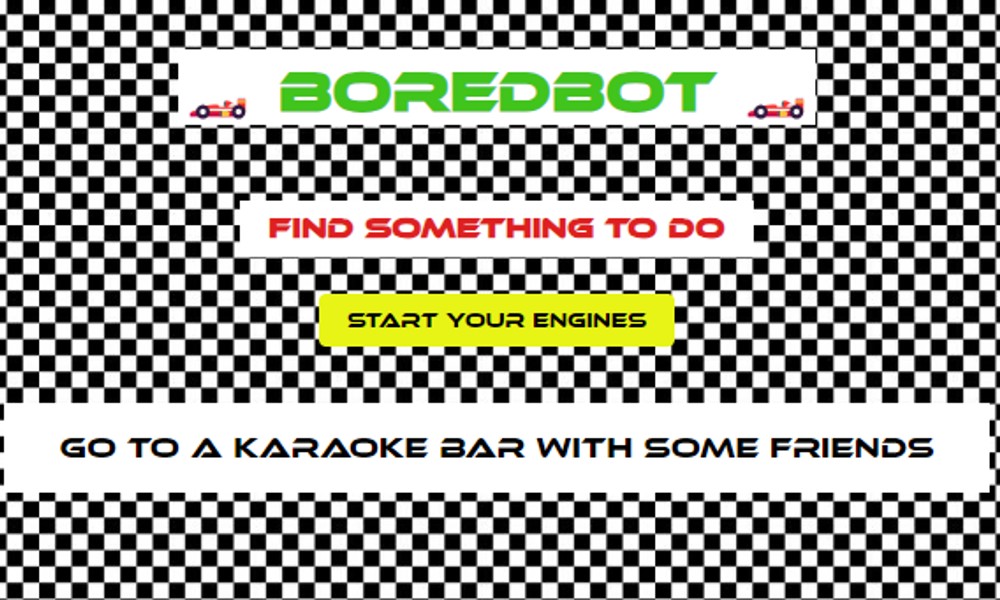 BOREDBOT
FIND SOMETHING TO DO
START YOUR ENGINES
GO TO A KARAOKE BAR WITH SOME FRIENDS